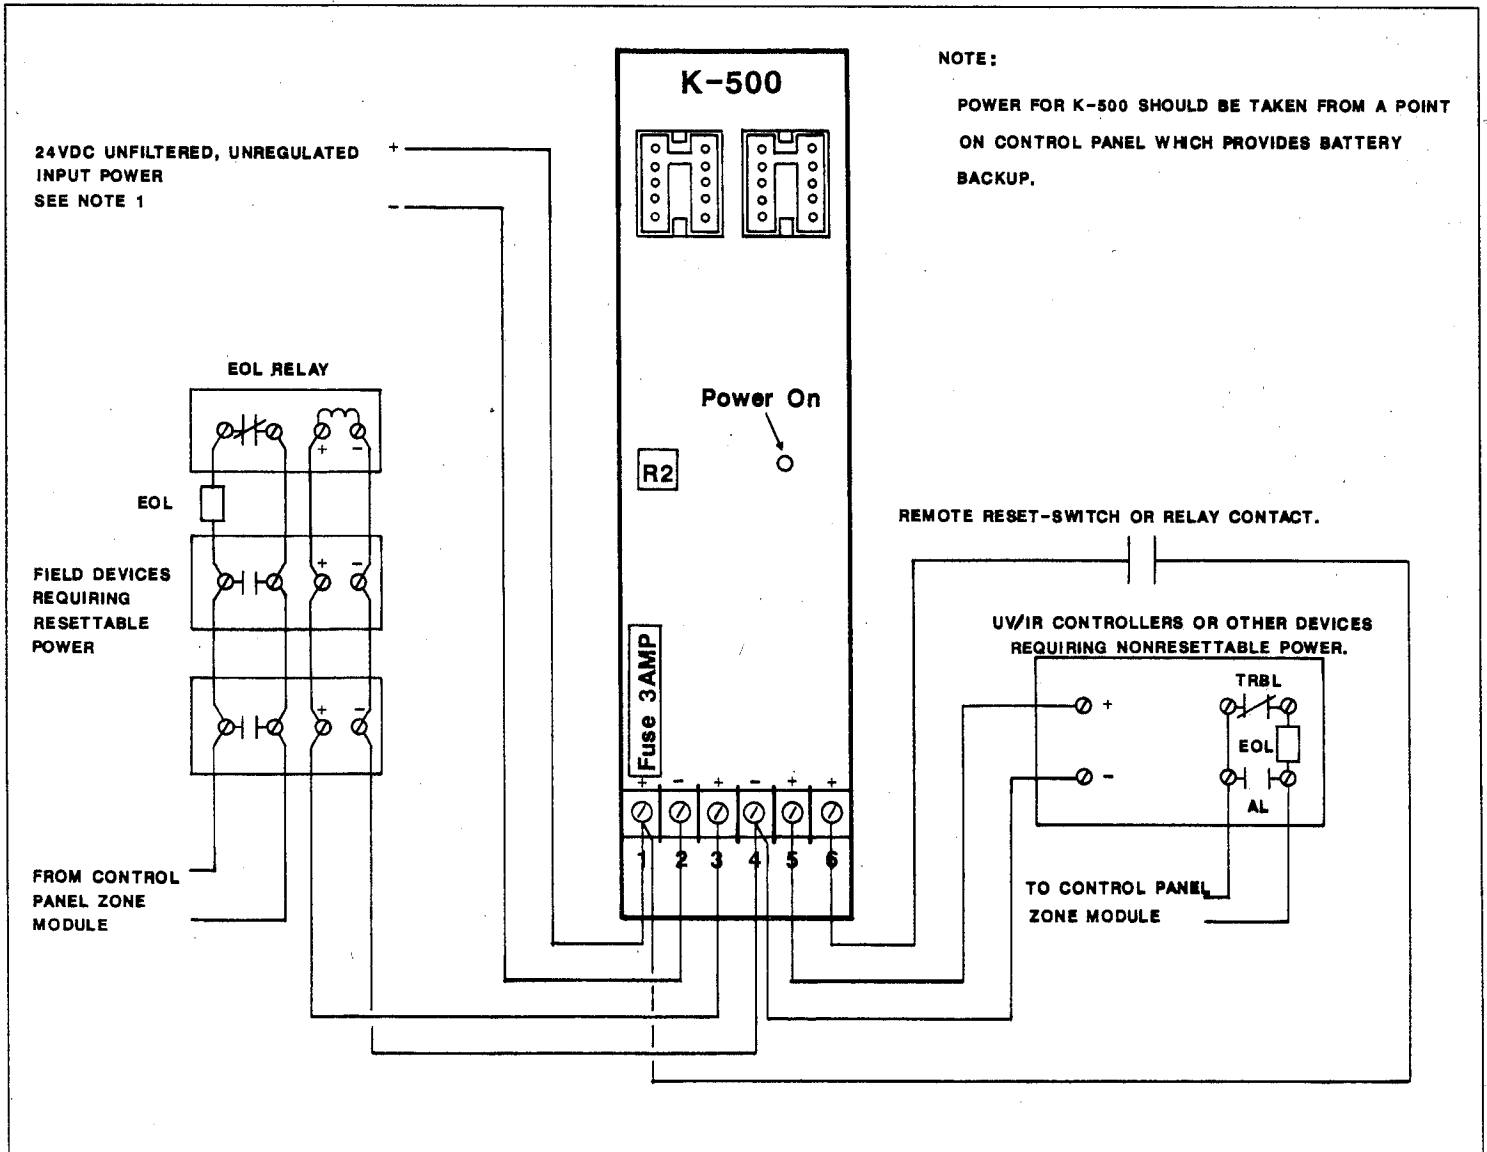 K-500
NOTE:
POWER FOR K-500 SHOULD BE TAKEN FROM A POINT
ON CONTROL PANEL WHICH PROVIDES BATTERY
BACKUP.
24VDC UNFILTERED, UNREGULATED
INPUT POWER
SEE NOTE 1
+
-
EOL RELAY
+ -
EOL
FIELD DEVICES
REQUIRING
RESETTABLE
POWER
+ -
+ -
FROM CONTROL
PANEL ZONE
MODULE
Power On
R2
Fuse 3AMP
+ - + - + +
1 2 3 4 5 6
REMOTE RESET-SWITCH OR RELAY CONTACT.
UV/IR CONTROLLERS OR OTHER DEVICES
REQUIRING NONRESETTABLE POWER.
TRBL
+
EOL
-
AL
TO CONTROL PANEL
ZONE MODULE